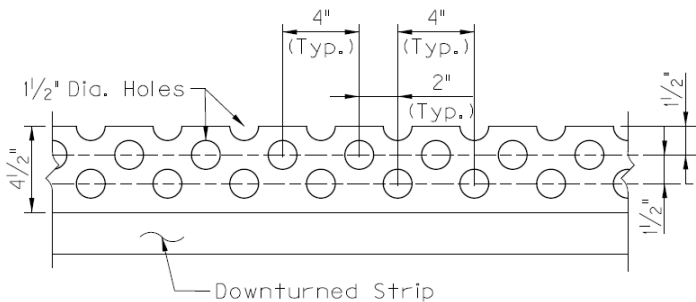 4" 4"
(Typ.) (Typ.)
1½" Dia. Holes
2"
(Typ.)
1½"
4½"
1½"
Downturned Strip